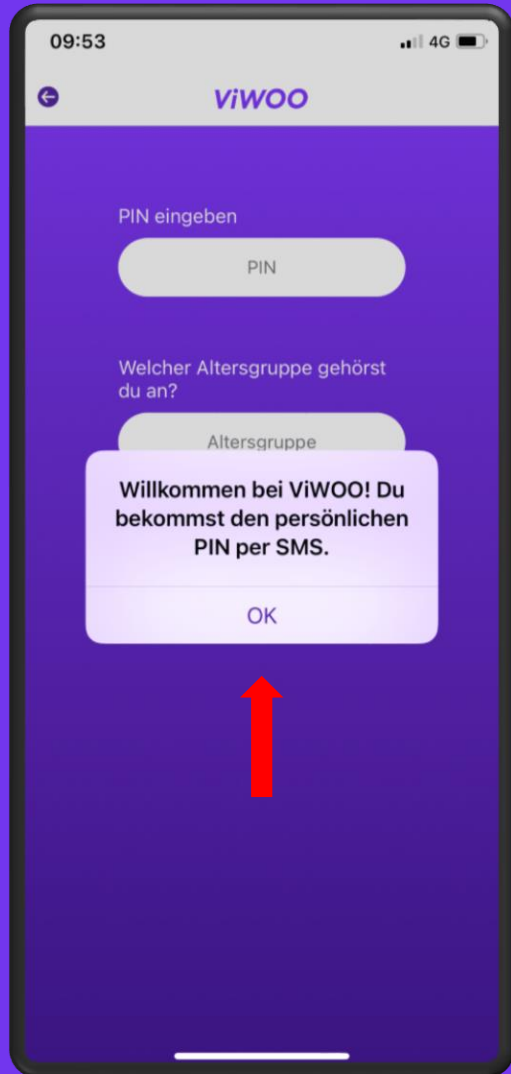 09:53
4G
ViWOO
PIN eingeben
PIN
Welcher Altersgruppe gehörst
du an?
Altersgruppe
Willkommen bei ViWOO! Du
bekommst den persönlichen
PIN per SMS.
OK